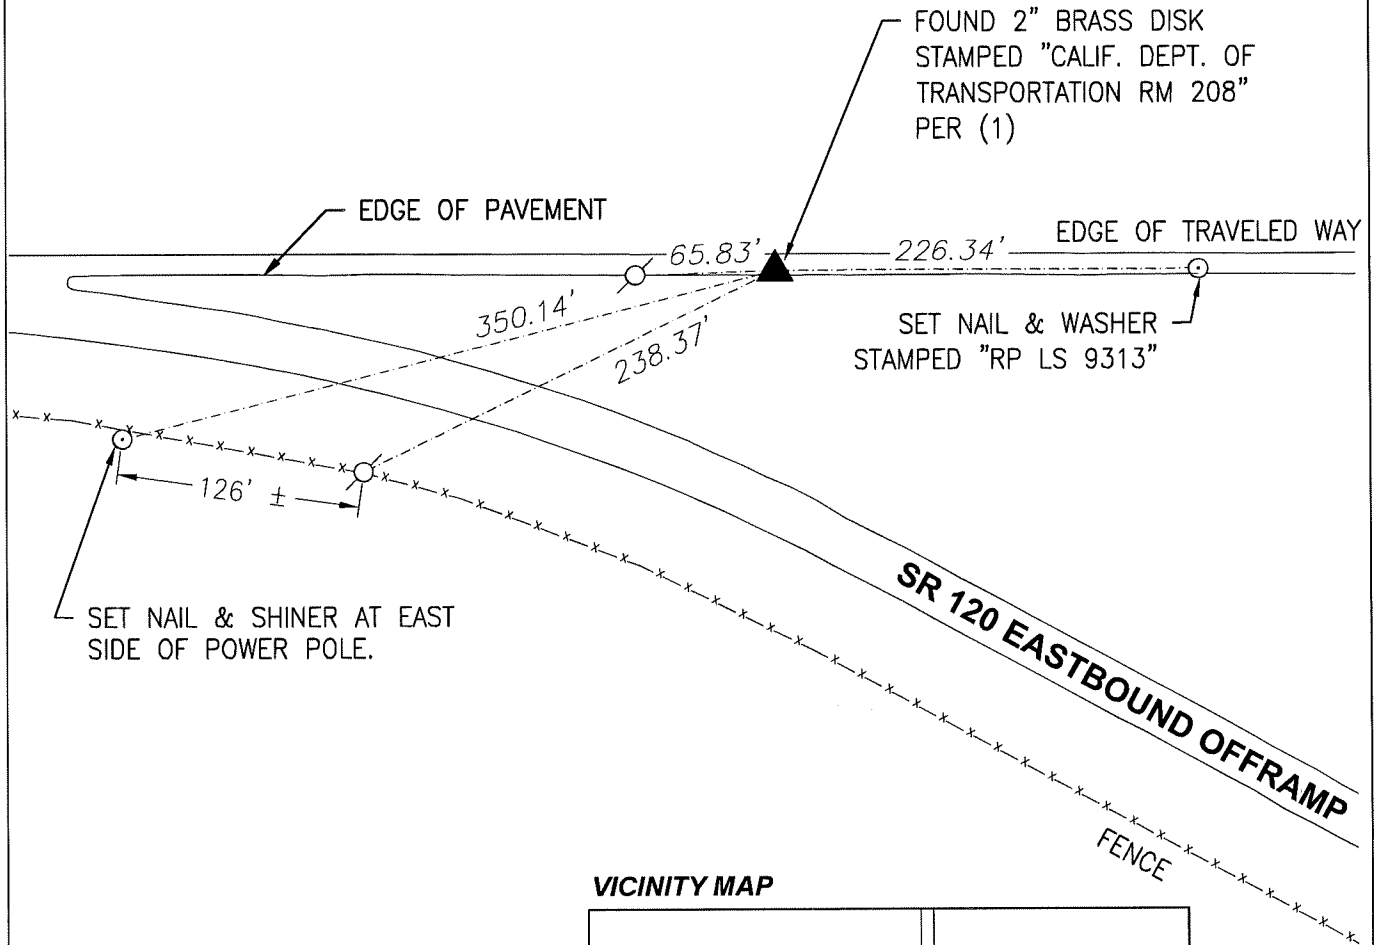 FOUND 2" BRASS DISK
STAMPED "CALIF. DEPT. OF
TRANSPORTATION RM 208"
PER (1)
EDGE OF PAVEMENT
65.83'
226.34'
EDGE OF TRAVELED WAY
350.14'
238.37'
SET NAIL & WASHER
STAMPED "RP LS 9313"
126' ±
SET NAIL & SHINER AT EAST
SIDE OF POWER POLE.
SR 120 EASTBOUND OFFRAMP
FENCE
VICINITY MAP